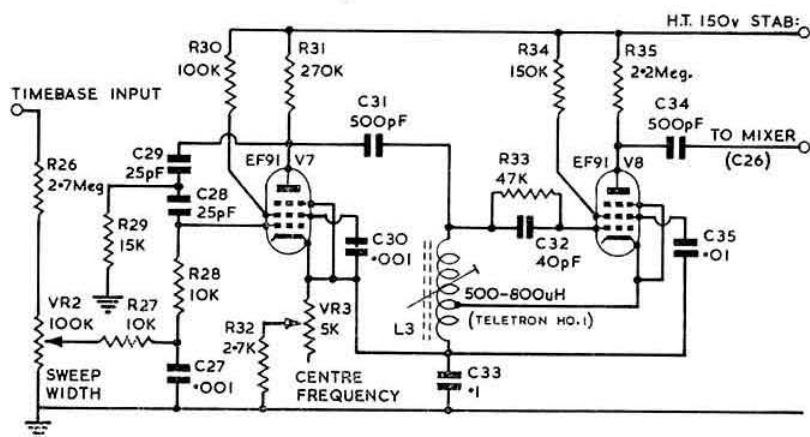 H.T. 150v STAB:
R30
100K
R31
270K
R34
150K
R35
2·2Meg.
TIMEBASE INPUT
C31
500pF
C34
500pF
TO MIXER
(C26)
R26
2·7Meg
C29
25pF
EF91
V7
R33
47K
EF91
V8
C28
25pF
R29
15K
C30
·001
C32
40pF
C35
·01
R28
10K
500-800uH
(TELETRON HO.1)
L3
VR2
100K
R27
10K
R32
2·7K
VR3
5K
SWEEP
WIDTH
C27
·001
CENTRE
FREQUENCY
C33
·1